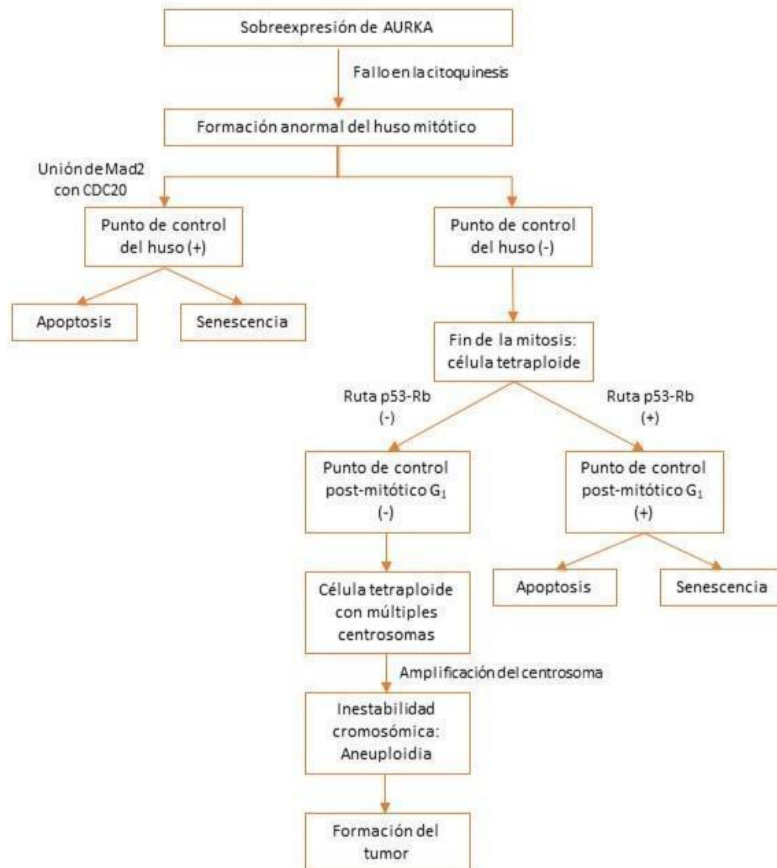 Sobreexpresión de AURKA
Fallo en la citoquinesis
Formación anormal del huso mitótico
Unión de Mad2
con CDC20
Punto de control
del huso (+)
Punto de control
del huso (-)
Apoptosis
Senescencia
Fin de la mitosis:
célula tetraploide
Ruta p53-Rb
(-)
Ruta p53-Rb
(+)
Punto de control
post-mitótico G₁
(-)
Punto de control
post-mitótico G₁
(+)
Célula tetraploide
con múltiples
centrosomas
Apoptosis
Senescencia
Amplificación del centrosoma
Inestabilidad
cromosómica:
Aneuploidia
Formación del
tumor